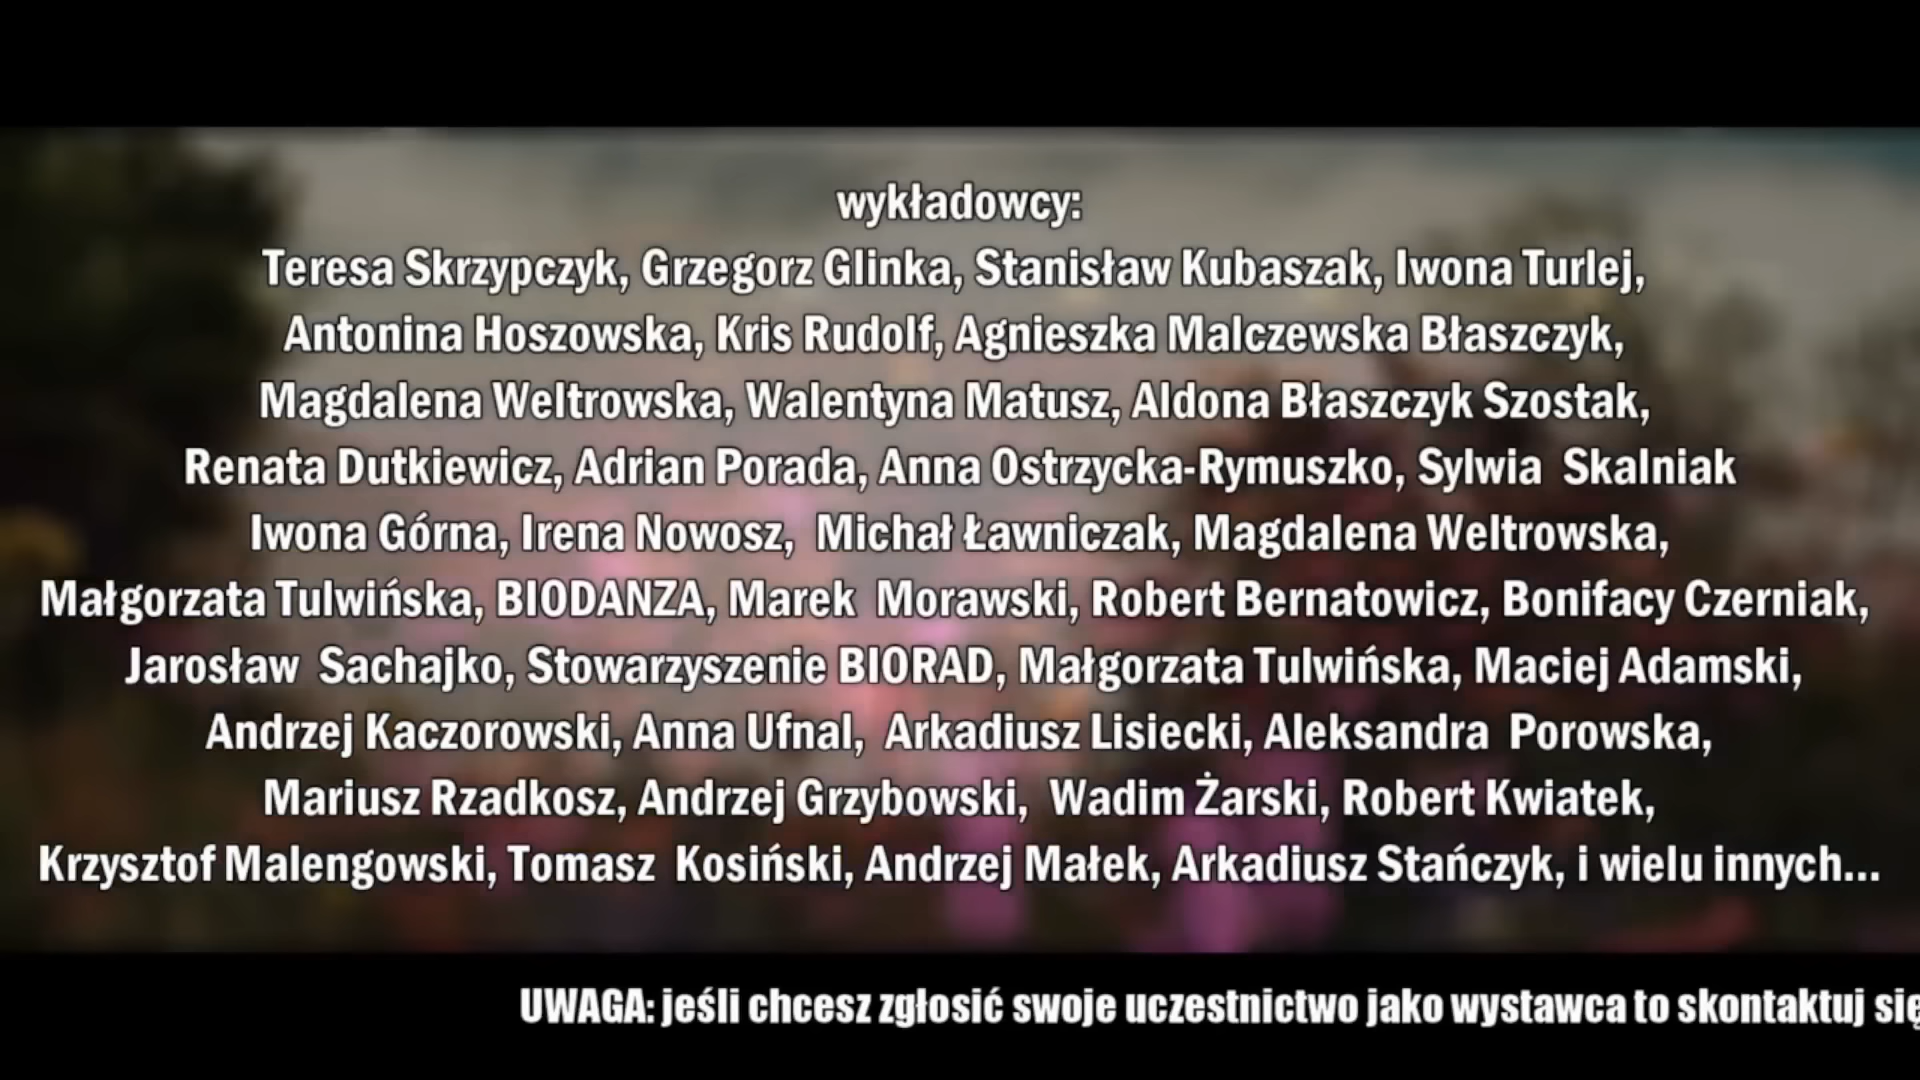 wykładowcy:
Teresa Skrzypczyk, Grzegorz Glinka, Stanisław Kubaszak, Iwona Turlej,
Antonina Hoszowska, Kris Rudolf, Agnieszka Malczewska Błaszczyk,
Magdalena Weltrowska, Walentyna Matusz, Aldona Błaszczyk Szostak,
Renata Dutkiewicz, Adrian Porada, Anna Ostrzycka-Rymuszko, Sylwia  Skalniak
Iwona Górna, Irena Nowosz,  Michał Ławniczak, Magdalena Weltrowska,
Małgorzata Tulwińska, BIODANZA, Marek  Morawski, Robert Bernatowicz, Bonifacy Czerniak,
Jarosław  Sachajko, Stowarzyszenie BIORAD, Małgorzata Tulwińska, Maciej Adamski,
Andrzej Kaczorowski, Anna Ufnal,  Arkadiusz Lisiecki, Aleksandra  Porowska,
Mariusz Rzadkosz, Andrzej Grzybowski,  Wadim Żarski, Robert Kwiatek,
Krzysztof Malengowski, Tomasz  Kosiński, Andrzej Małek, Arkadiusz Stańczyk, i wielu innych...
UWAGA: jeśli chcesz zgłosić swoje uczestnictwo jako wystawca to skontaktuj się